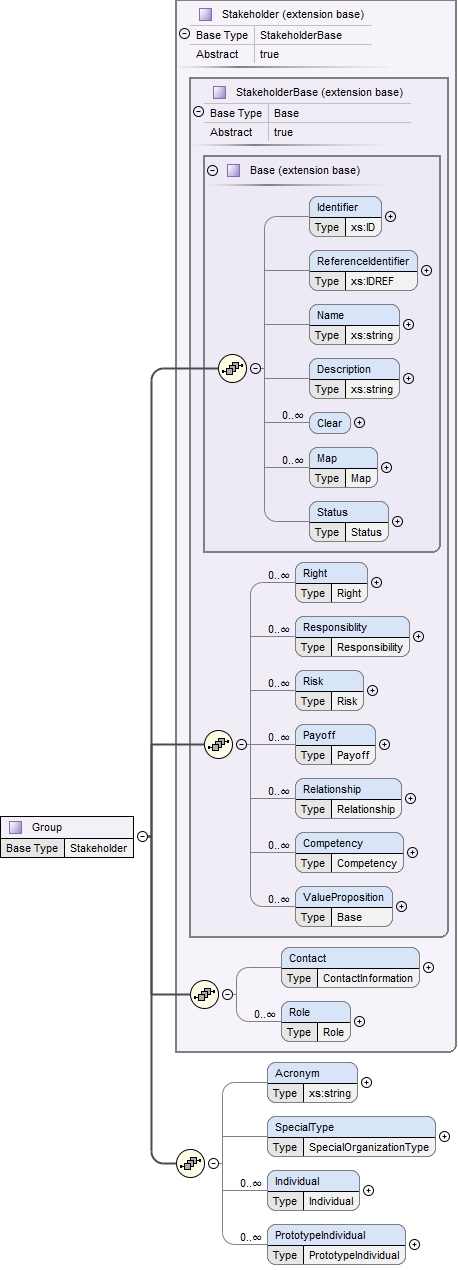 Stakeholder (extension base)
Base Type StakeholderBase
Abstract true
StakeholderBase (extension base)
Base Type Base
Abstract true
Base (extension base)
Identifier
Type xs:ID
ReferenceIdentifier
Type xs:IDREF
Name
Type xs:string
Description
Type xs:string
0..∞ Clear
0..∞ Map
Type Map
Status
Type Status
0..∞ Right
Type Right
0..∞ Responsiblity
Type Responsibility
0..∞ Risk
Type Risk
0..∞ Payoff
Type Payoff
0..∞ Relationship
Type Relationship
0..∞ Competency
Type Competency
0..∞ ValueProposition
Type Base
Group
Base Type Stakeholder
Contact
Type ContactInformation
0..∞ Role
Type Role
Acronym
Type xs:string
SpecialType
Type SpecialOrganizationType
0..∞ Individual
Type Individual
0..∞ PrototypeIndividual
Type PrototypeIndividual